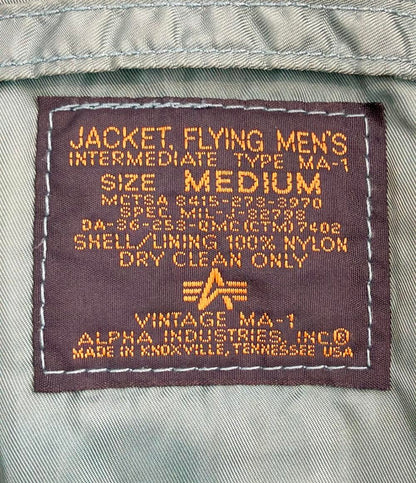 JACKET, FLYING MEN'S
INTERMEDIATE TYPE MA-1
SIZE MEDIUM
MCTSA 8415-273-3970
SPEC. MIL-J-8279S
DA-36-253-QMC(CTM)7402
SHELL/LINING 100% NYLON
DRY CLEAN ONLY
VINTAGE MA-1
ALPHA INDUSTRIES, INC.®
MADE IN KNOXVILLE, TENNESSEE USA